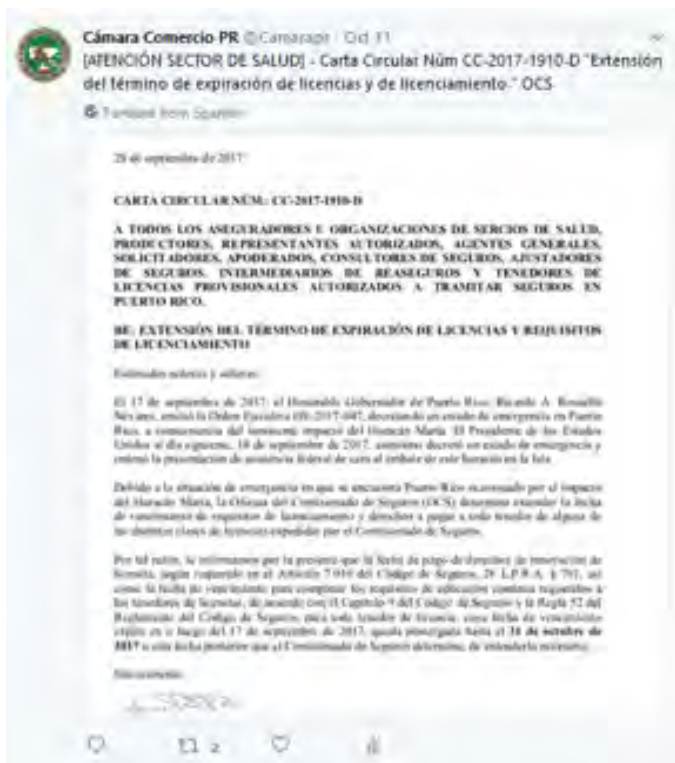 Cámara Comercio PR @Camarapr · Oct 11
[ATENCIÓN SECTOR DE SALUD] - Carta Circular Núm CC-2017-1910-D "Extensión
del término de expiración de licencias y de licenciamiento." OCS
from Spanish
28 de septiembre de 2017
CARTA CIRCULAR NÚM.: CC-2017-1910-D
A TODOS LOS ASEGURADORES E ORGANIZACIONES DE SERCIOS DE SALUD,
PRODUCTORES, REPRESENTANTES AUTORIZADOS, AGENTES GENERALES,
SOLICITADORES, APODERADOS, CONSULTORES DE SEGUROS, AJUSTADORES
DE SEGUROS, INTERMEDIARIOS DE REASEGUROS Y TENEDORES DE
LICENCIAS PROVISIONALES AUTORIZADOS A TRAMITAR SEGUROS EN
PUERTO RICO.
RE: EXTENSIÓN DEL TÉRMINO DE EXPIRACIÓN DE LICENCIAS Y REQUISITOS
DE LICENCIAMIENTO
Estimados señores y señoras:
El 17 de septiembre de 2017, el Honorable Gobernador de Puerto Rico, Ricardo A. Rosselló
Nevares, emitió la Orden Ejecutiva decretando un estado de emergencia en Puerto
Rico, a consecuencia del inminente impacto del Huracán María. El Presidente de los Estados
Unidos al día siguiente, 18 de septiembre de 2017, asimismo decretó un estado de emergencia y
ordenó la de asistencia federal de cara al embate de este huracán en la Isla.
Debido a la situación de emergencia en que se encuentra Puerto Rico ocasionado por el impacto
del Huracán María, la Oficina del Comisionado de Seguros (OCS) determina extender la fecha
de vencimiento de requisitos de licenciamiento y derechos a pagar a todo tenedor de alguna de
las distintas clases de licencias expedidas por el Comisionado de Seguros.
Por tal razón, le informamos por la presente que la fecha de pago de derechos de renovación de
licencia, según requerido en el Artículo 7.010 del Código de Seguros, 26 L.P.R.A. § 701, así
como la fecha de vencimiento para completar los requisitos de educación continua requeridos a
los tenedores de licencias, de acuerdo con el Capítulo 9 del Código de Seguros y la Regla 52 del
Reglamento del Código de Seguros, para todo tenedor de licencia, cuya fecha de vencimiento
es o luego del 17 de septiembre de 2017, queda hasta el 31 de octubre de
2017 o fecha posterior que el Comisionado de Seguros determine, de entenderlo necesario.
2